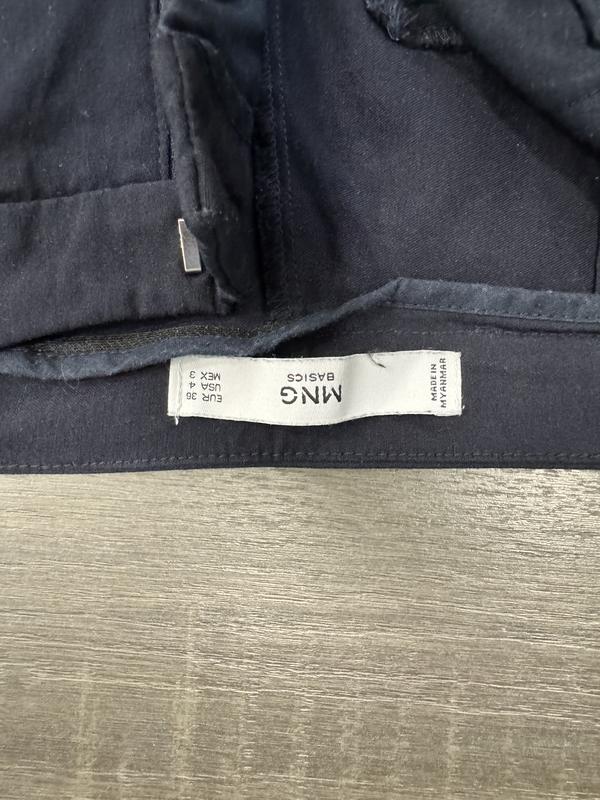 MNG
BASICS
EUR 36
USA 4
MEX 3
MADE IN
MYANMAR